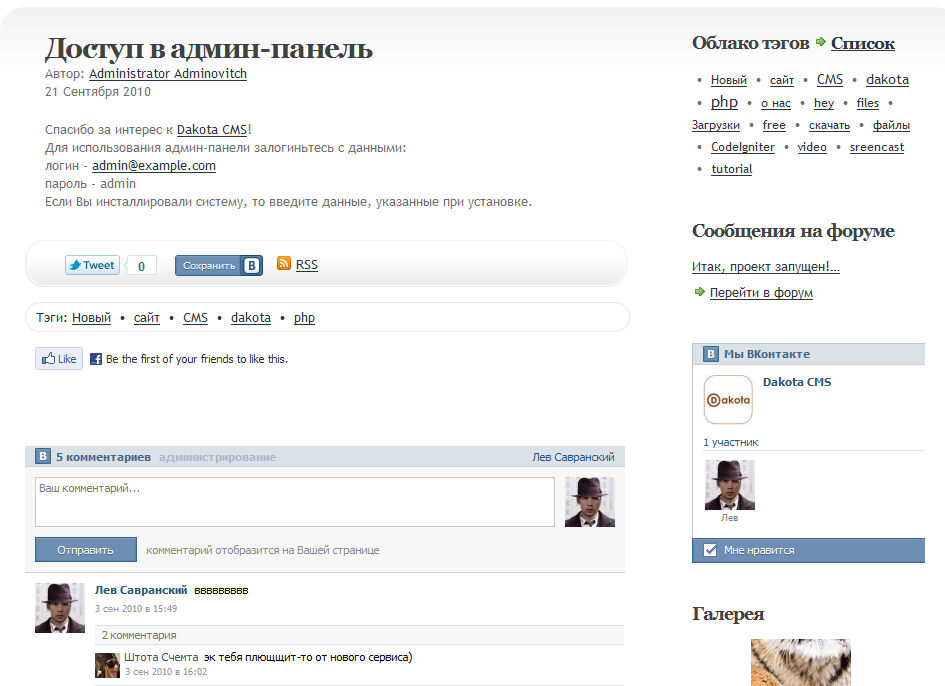 Доступ в админ-панель
Автор: Administrator Adminovitch
21 Сентября 2010
Спасибо за интерес к Dakota CMS!
Для использования админ-панели залогиньтесь с данными:
логин - admin@example.com
пароль - admin
Если Вы инсталлировали систему, то введите данные, указанные при установке.
Tweet 0 Сохранить B RSS
Тэги: Новый • сайт • CMS • dakota • php
Like f Be the first of your friends to like this.
B 5 комментариев администрирование Лев Савранский
Ваш комментарий...
Отправить комментарий отобразится на Вашей странице
Лев Савранский ввввввввв
3 сен 2010 в 15:49
2 комментария
Штота Счемта эк тебя плющщит-то от нового сервиса)
3 сен 2010 в 16:02
Облако тэгов Список
• Новый • сайт • CMS • dakota
• php • о нас • hey • files •
Загрузки • free • скачать • файлы
• CodeIgniter • video • sreencast
• tutorial
Сообщения на форуме
Итак, проект запущен!...
Перейти в форум
B Мы ВКонтакте
Dakota
Dakota CMS
1 участник
Лев
Мне нравится
Галерея